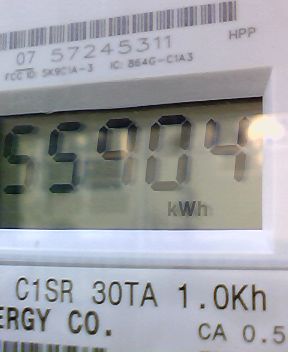 07 57245311
HPP
FCC ID: SK9C1A-3 IC: 864G-C1A3
55904
kWh
C1SR 30TA 1.0Kh
ERGY CO.
CA 0.5